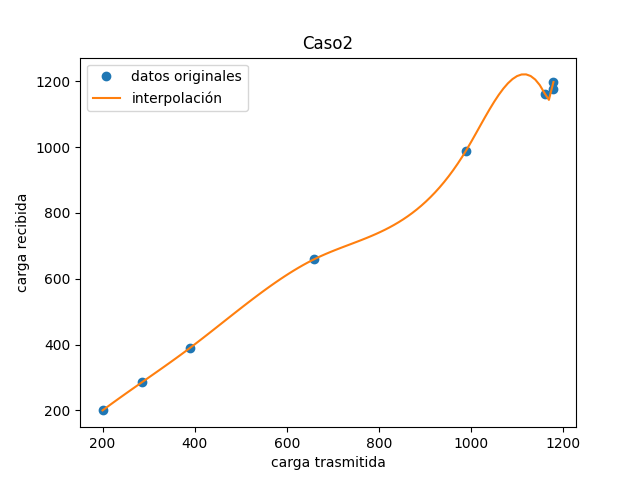 Caso2
datos originales
interpolación
1200
1000
800
600
400
200
carga recibida
200 400 600 800 1000 1200
carga trasmitida